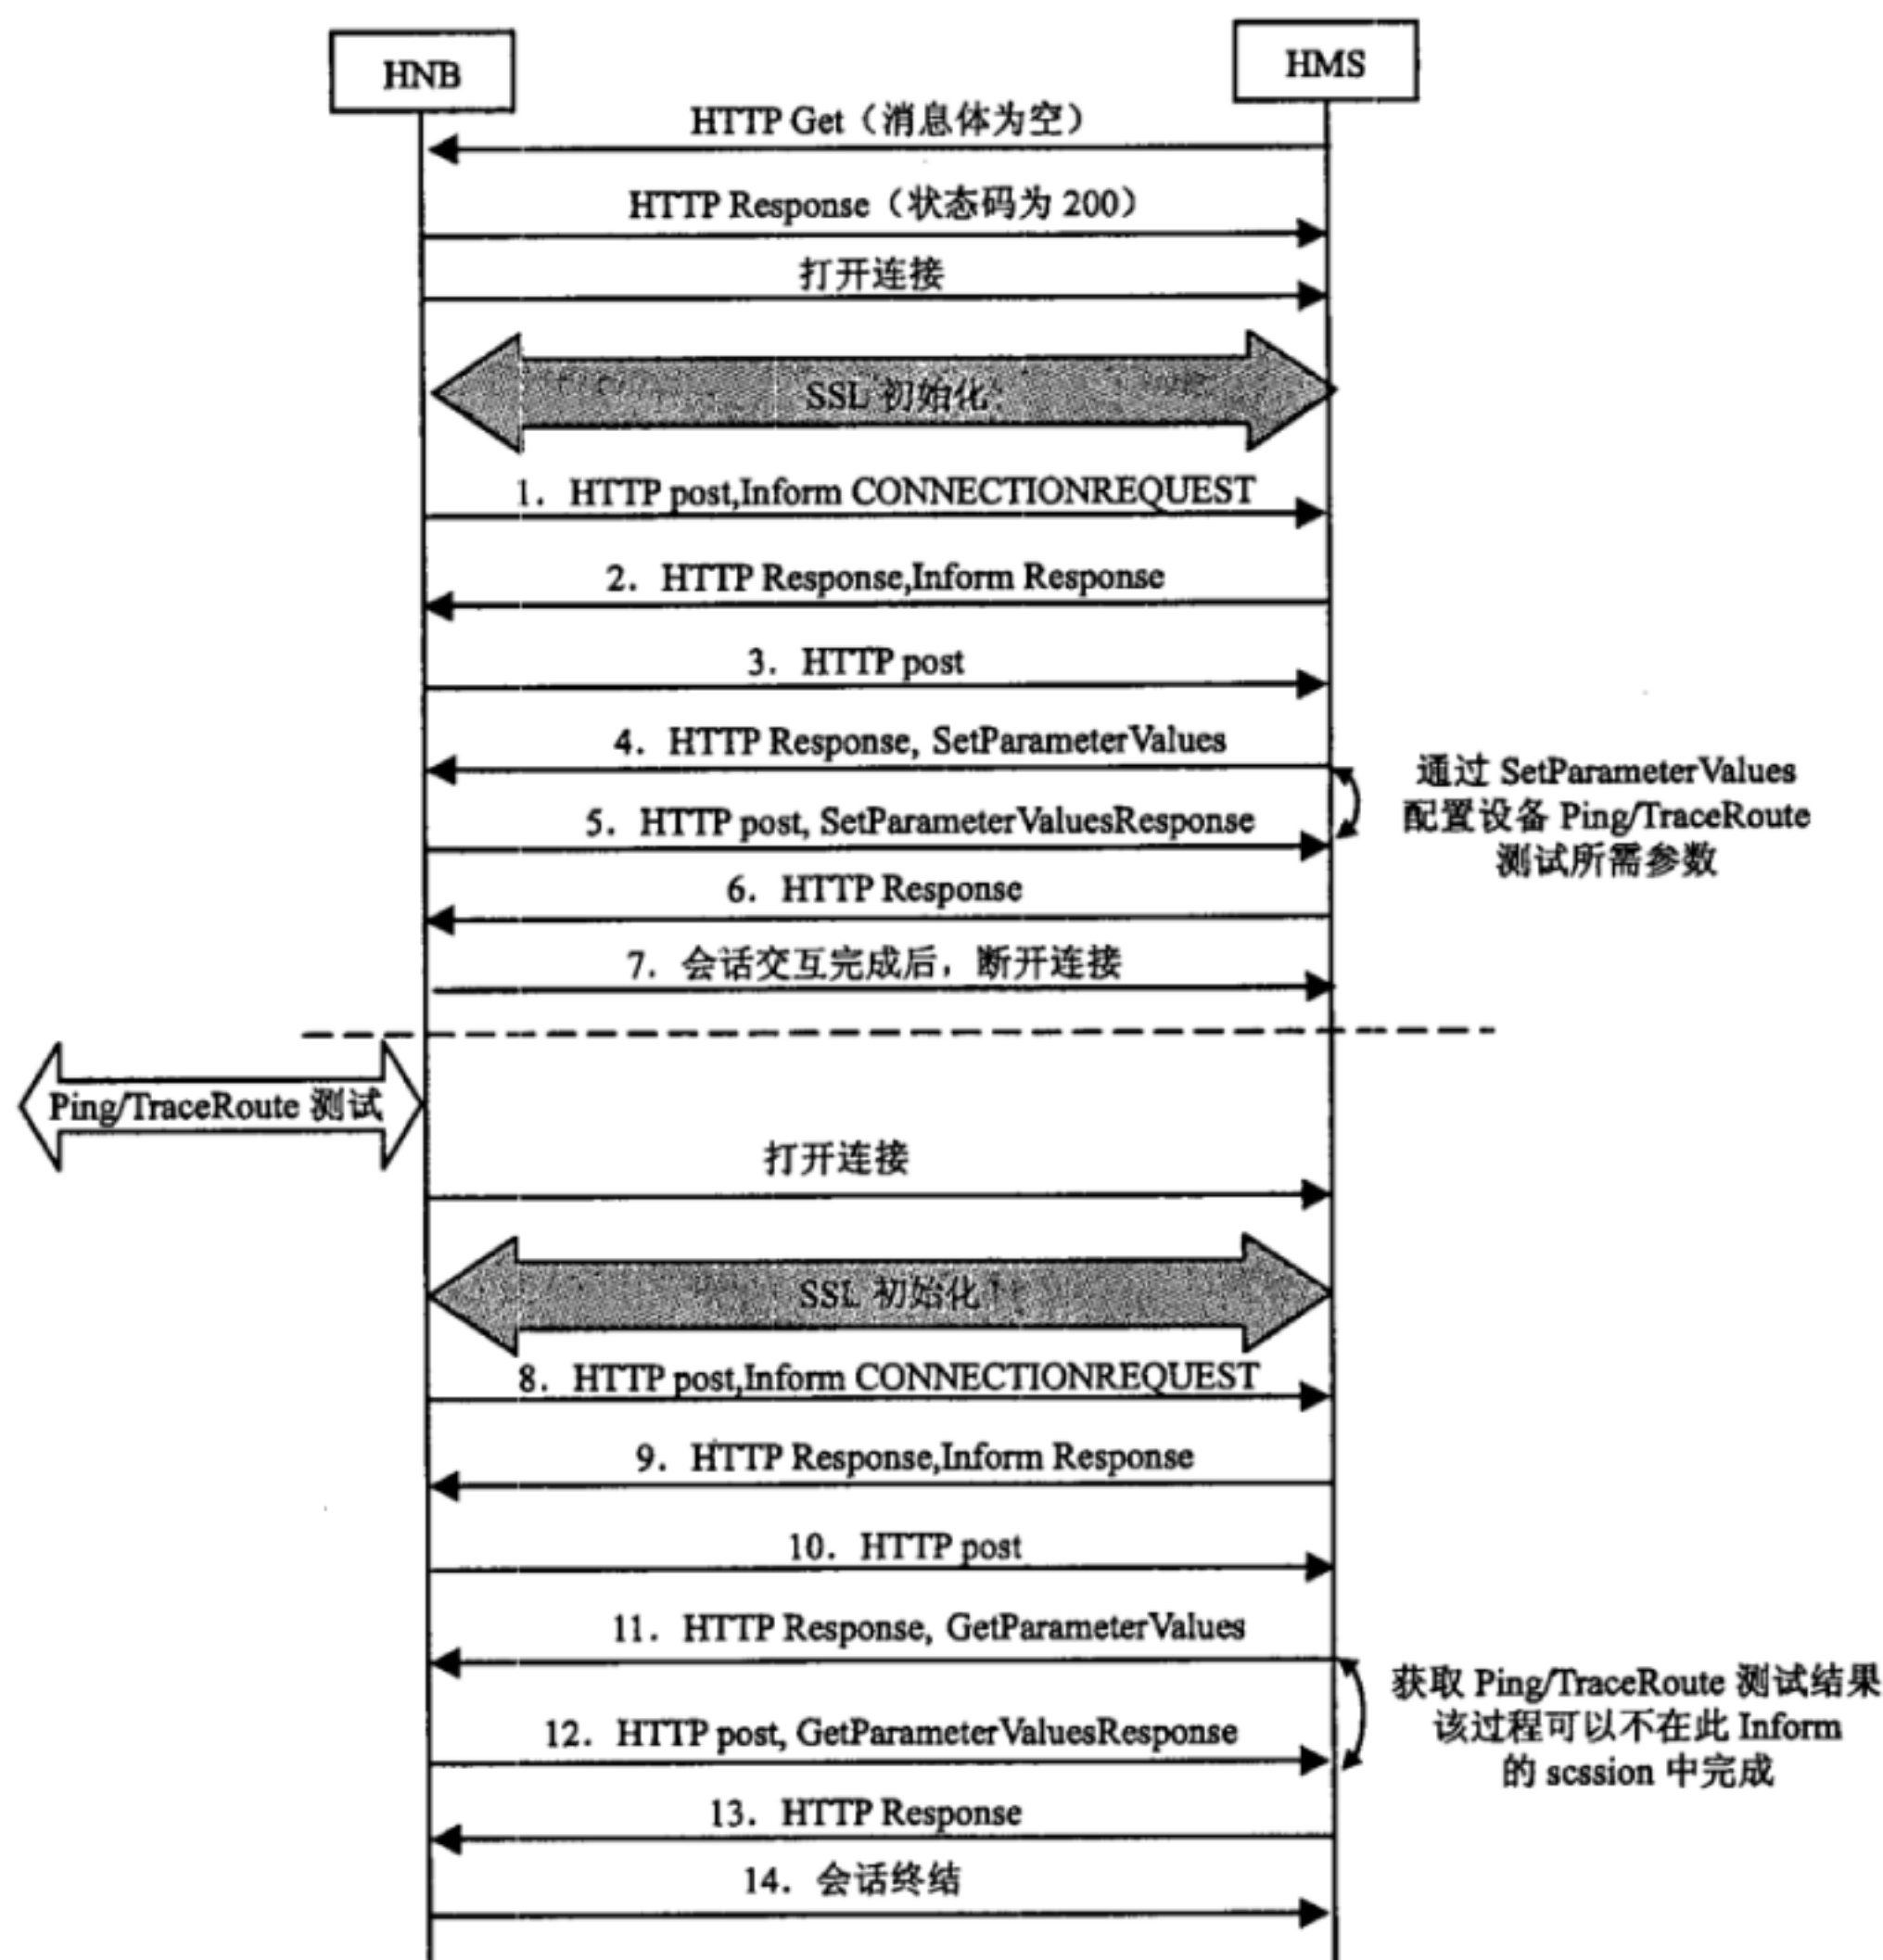 HNB
HMS
HTTP Get（消息体为空）
HTTP Response（状态码为 200）
打开连接
SSL 初始化
1. HTTP post,Inform CONNECTIONREQUEST
2. HTTP Response,Inform Response
3. HTTP post
4. HTTP Response, SetParameterValues
通过 SetParameterValues
配置设备 Ping/TraceRoute
测试所需参数
5. HTTP post, SetParameterValuesResponse
6. HTTP Response
7. 会话交互完成后，断开连接
Ping/TraceRoute 测试
打开连接
SSL 初始化
8. HTTP post,Inform CONNECTIONREQUEST
9. HTTP Response,Inform Response
10. HTTP post
11. HTTP Response, GetParameterValues
获取 Ping/TraceRoute 测试结果
该过程可以不在此 Inform
的 scssion 中完成
12. HTTP post, GetParameterValuesResponse
13. HTTP Response
14. 会话终结